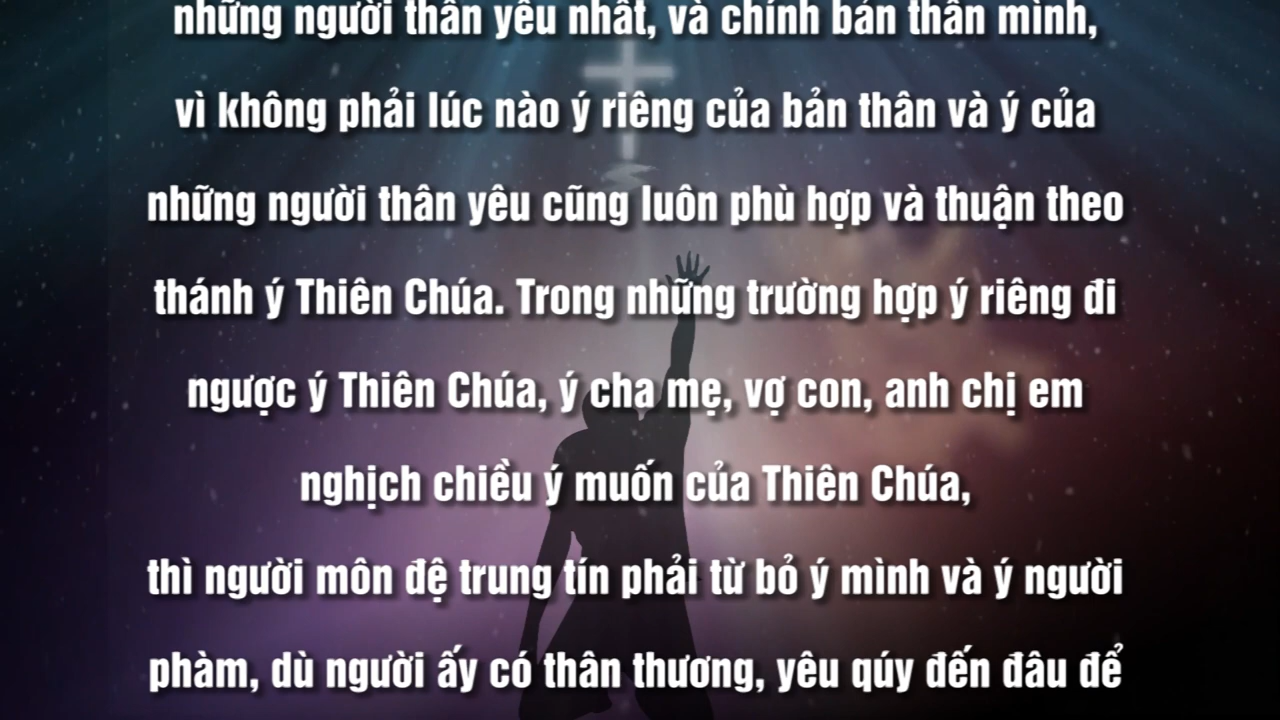 những người thân yêu nhất, và chính bản thân mình,
vì không phải lúc nào ý riêng của bản thân và ý của
những người thân yêu cũng luôn phù hợp và thuận theo
thánh ý Thiên Chúa. Trong những trường hợp ý riêng đi
ngược ý Thiên Chúa, ý cha mẹ, vợ con, anh chị em
nghịch chiều ý muốn của Thiên Chúa,
thì người môn đệ trung tín phải từ bỏ ý mình và ý người
phàm, dù người ấy có thân thương, yêu qúy đến đâu để